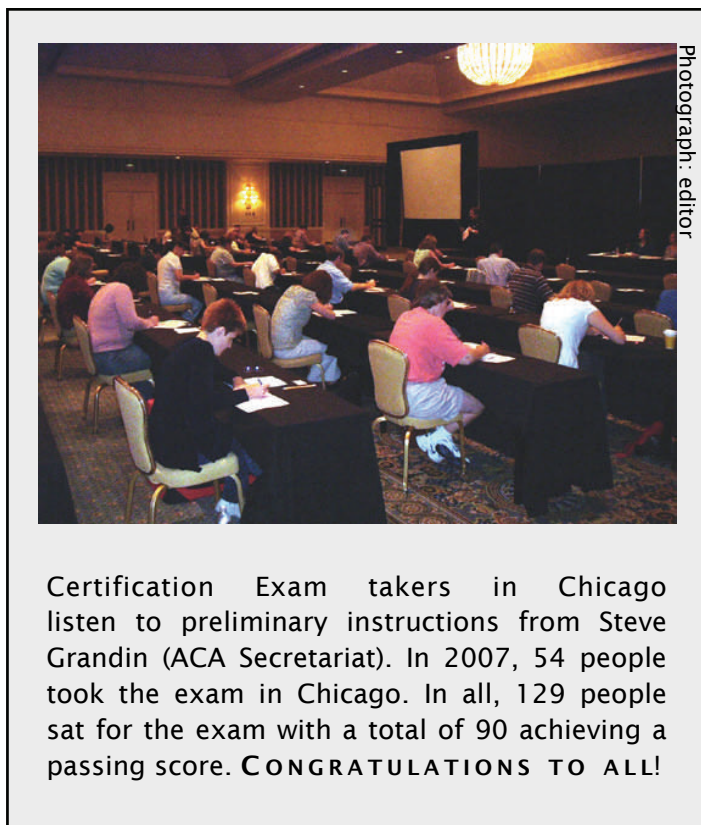 Photograph: editor
Certification Exam takers in Chicago
listen to preliminary instructions from Steve
Grandin (ACA Secretariat). In 2007, 54 people
took the exam in Chicago. In all, 129 people
sat for the exam with a total of 90 achieving a
passing score. CONGRATULATIONS TO ALL!